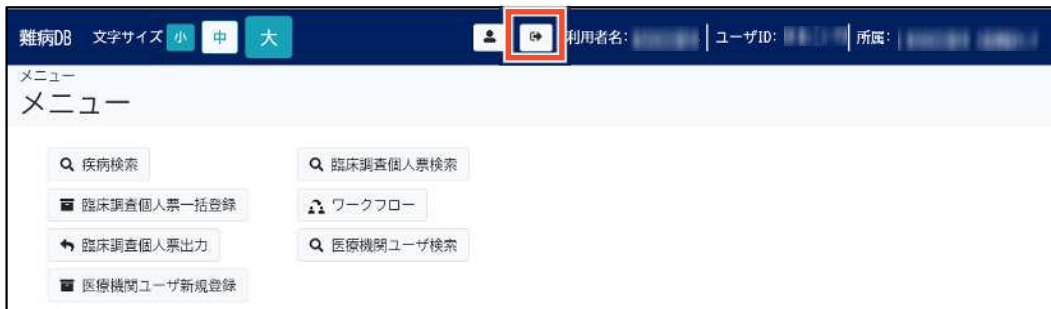 難病DB 文字サイズ 小 中 大 利用者名: ユーザID: 所属:
メニュー
メニュー
疾病検索 臨床調査個人票検索
臨床調査個人票一括登録 ワークフロー
臨床調査個人票出力 医療機関ユーザ検索
医療機関ユーザ新規登録